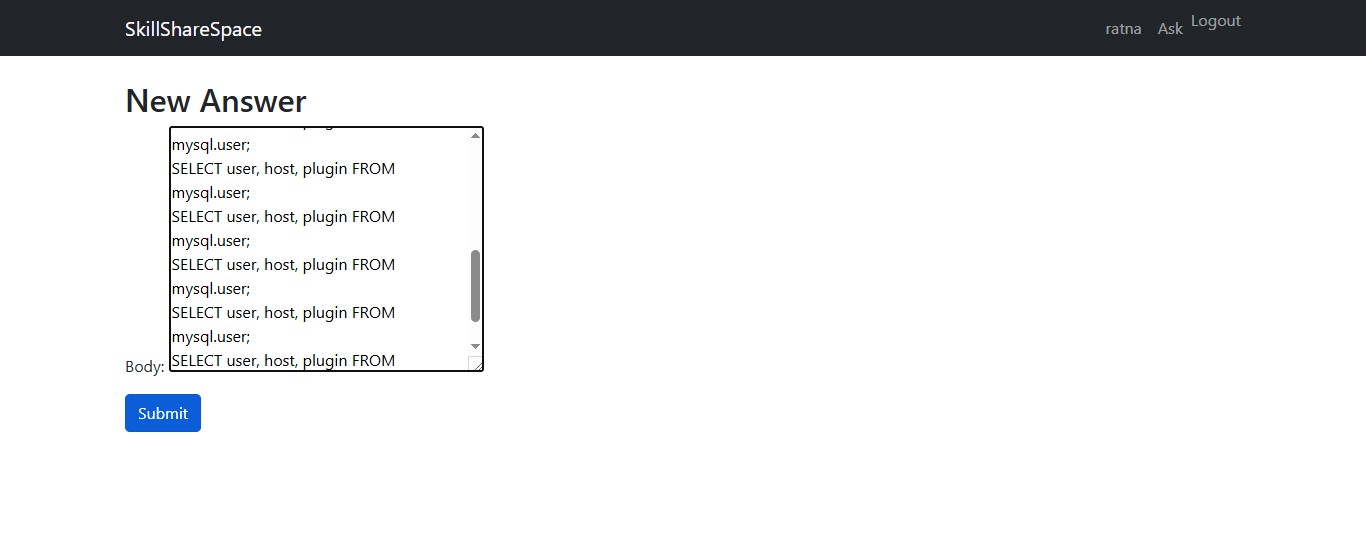 SkillShareSpace
ratna Ask Logout
New Answer
mysql.user;
SELECT user, host, plugin FROM
mysql.user;
SELECT user, host, plugin FROM
mysql.user;
SELECT user, host, plugin FROM
mysql.user;
SELECT user, host, plugin FROM
mysql.user;
SELECT user, host, plugin FROM
Body:
Submit